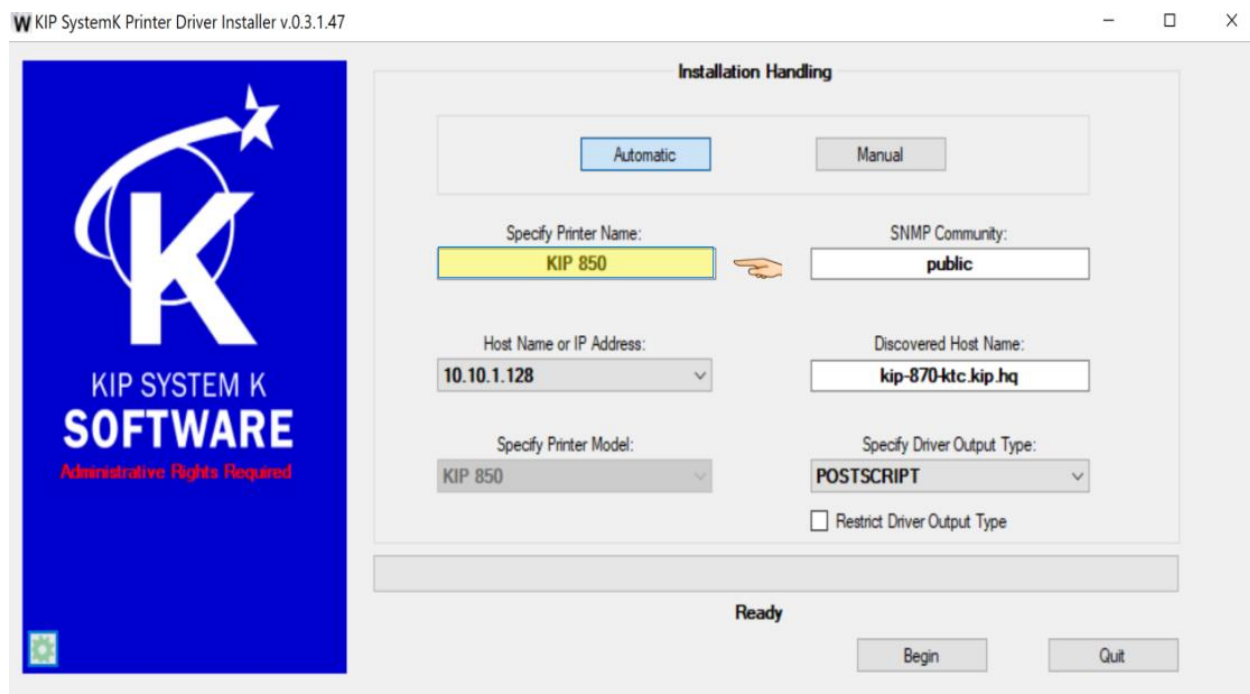 KIP SystemK Printer Driver Installer v.0.3.1.47
K
KIP SYSTEM K
SOFTWARE
Administrative Rights Required
Installation Handling
Automatic Manual
Specify Printer Name: SNMP Community:
KIP 850 public
Host Name or IP Address: Discovered Host Name:
10.10.1.128 kip-870-ktc.kip.hq
Specify Printer Model: Specify Driver Output Type:
KIP 850 POSTSCRIPT
Restrict Driver Output Type
Ready
Begin Quit